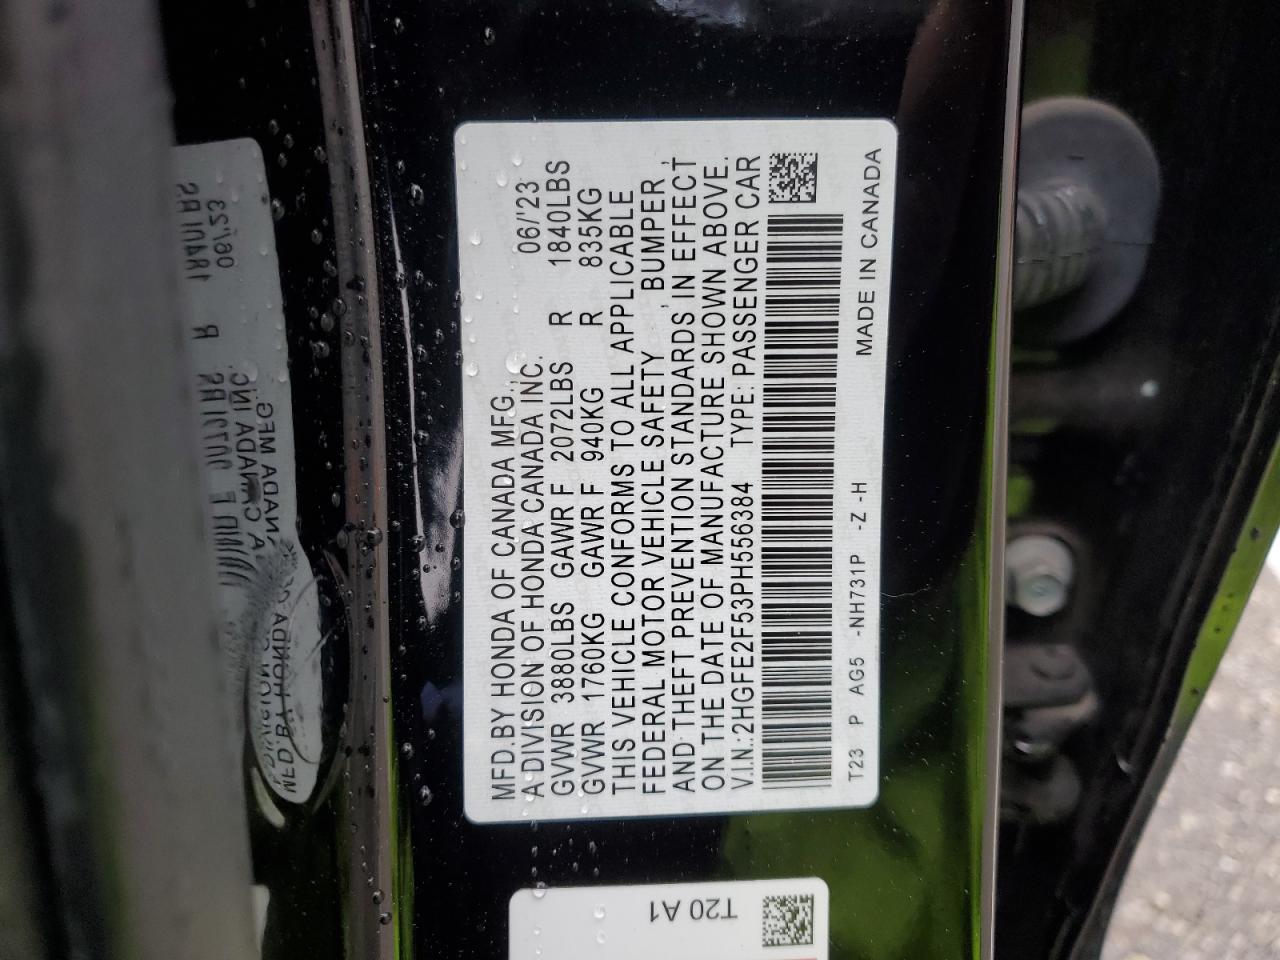 MFD.BY HONDA OF CANADA MFG.,
A DIVISION OF HONDA CANADA INC. 06/'23
GVWR 3880LBS GAWR F 2072LBS R 1840LBS
GVWR 1760KG GAWR F 940KG R 835KG
THIS VEHICLE CONFORMS TO ALL APPLICABLE
FEDERAL MOTOR VEHICLE SAFETY, BUMPER,
AND THEFT PREVENTION STANDARDS IN EFFECT
ON THE DATE OF MANUFACTURE SHOWN ABOVE.
V.I.N.:2HGFE2F53PH556384 TYPE:PASSENGER CAR
T23 P AG5 -NH731P -Z -H MADE IN CANADA
T20 A1